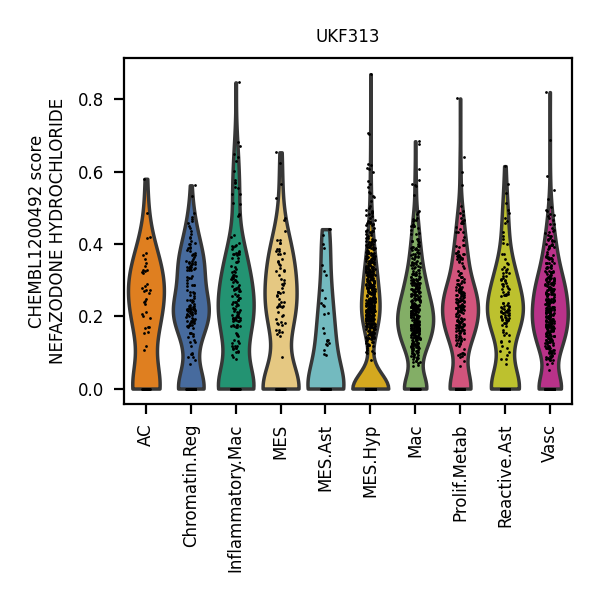 UKF313
CHEMBL1200492 score
NEFAZODONE HYDROCHLORIDE
0.8
0.6
0.4
0.2
0.0
AC
Chromatin.Reg
Inflammatory.Mac
MES
MES.Ast
MES.Hyp
Mac
Prolif.Metab
Reactive.Ast
Vasc